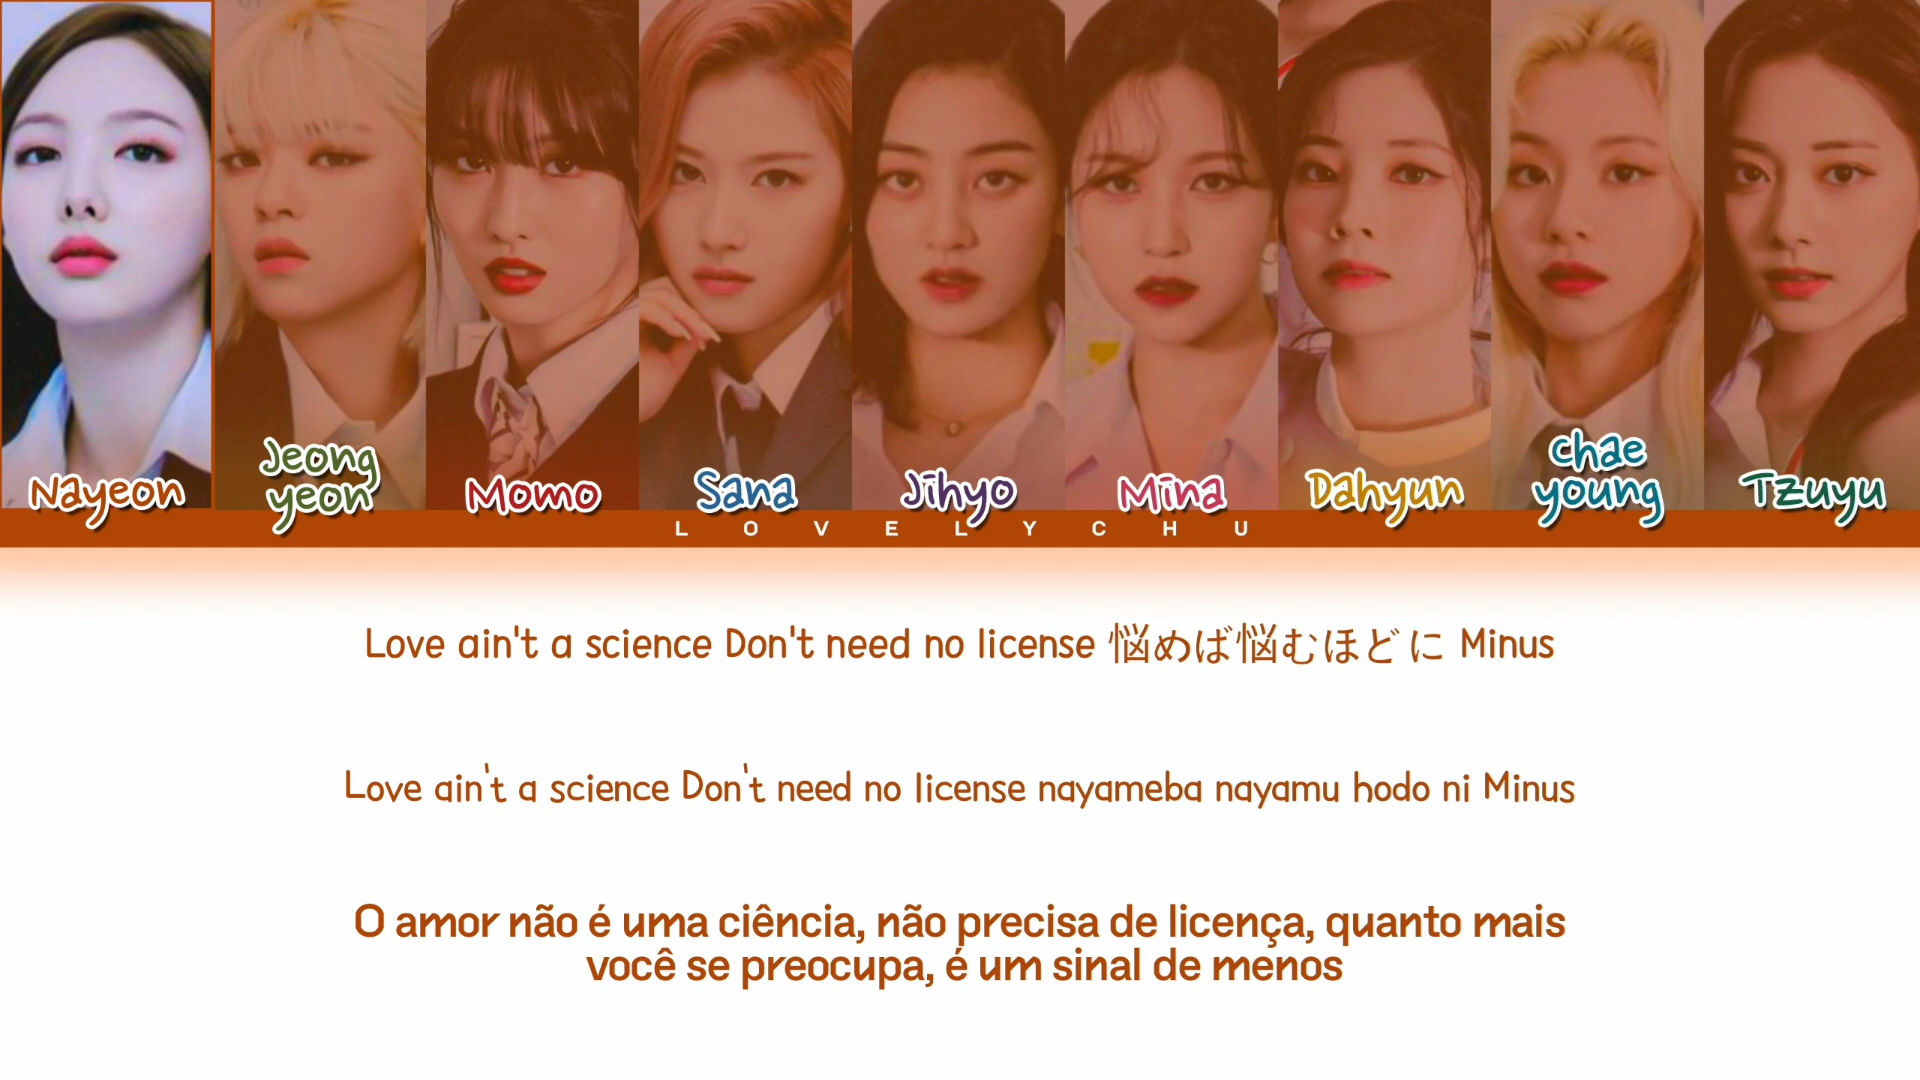 Nayeon
Jeong
yeon
Momo
Sana
Jihyo
Mina
Dahyun
chae
young
Tzuyu
LOVELYCHU
Love ain't a science Don't need no license 悩めば悩むほどに Minus
Love ain't a science Don't need no license nayameba nayamu hodo ni Minus
O amor não é uma ciência, não precisa de licença, quanto mais
você se preocupa, é um sinal de menos